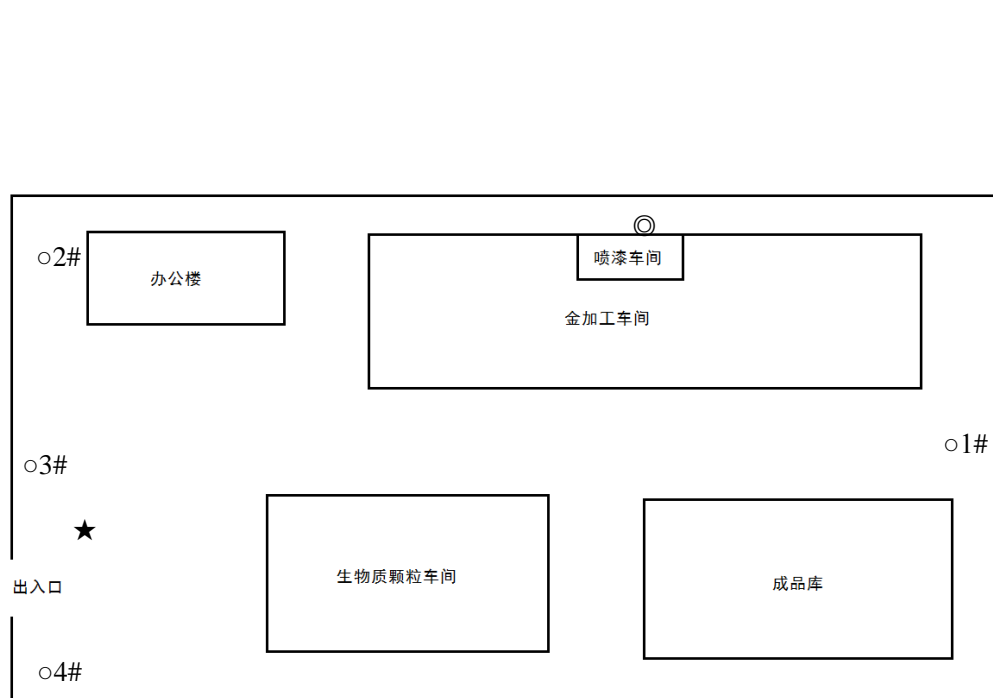 ◎
○2#
喷漆车间
办公楼
金加工车间
○1#
○3#
★
生物质颗粒车间
成品库
出入口
○4#